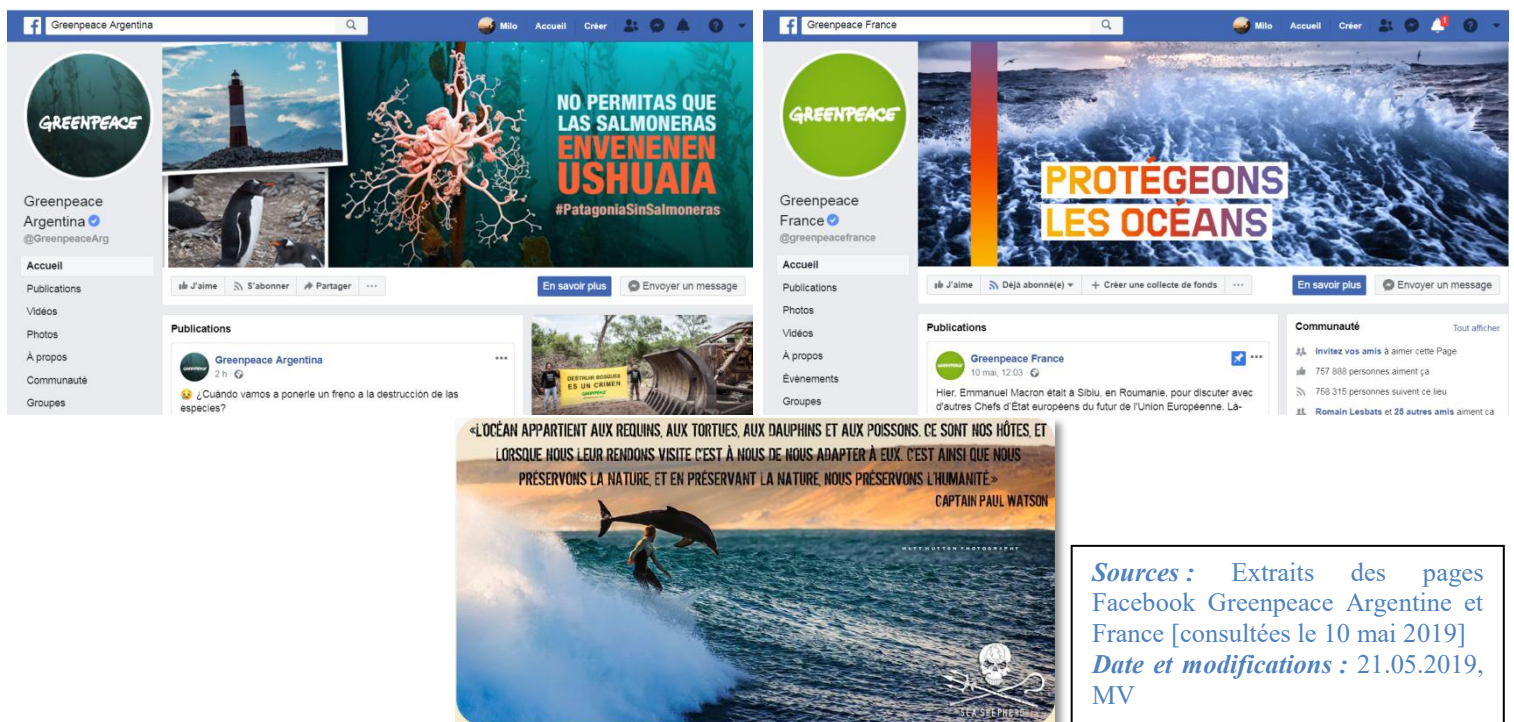 Greenpeace Argentina
Milo Accueil Créer
GREENPEACE
NO PERMITAS QUE
LAS SALMONERAS
ENVENENEN
USHUAIA
#PatagoniaSinSalmoneras
Greenpeace
Argentina
@GreenpeaceArg
Accueil
Publications
Vidéos
Photos
À propos
Communauté
Groupes
J'aime S'abonner Partager ...
En savoir plus Envoyer un message
Publications
Greenpeace Argentina
2 h ·
¿Cuándo vamos a ponerle un freno a la destrucción de las
especies?
DESTRUIR BOSQUES
ES UN CRIMEN
GREENPEACE
Greenpeace France
Milo Accueil Créer 1
GREENPEACE
PROTÉGEONS
LES OCÉANS
Greenpeace
France
@greenpeacefrance
Accueil
Publications
Photos
Vidéos
À propos
Évènements
Groupes
J'aime Déjà abonné(e) + Créer une collecte de fonds ...
En savoir plus Envoyer un message
Publications
Greenpeace France
10 mai, 12:03 ·
Hier, Emmanuel Macron était à Sibiu, en Roumanie, pour discuter avec
d'autres Chefs d'État européens du futur de l'Union Européenne. Là-
Communauté Tout afficher
Invitez vos amis à aimer cette Page
757 888 personnes aiment ça
758 315 personnes suivent ce lieu
Romain Lesbats et 25 autres amis aiment ça
«L'OCÉAN APPARTIENT AUX REQUINS, AUX TORTUES, AUX DAUPHINS ET AUX POISSONS. CE SONT NOS HÔTES, ET
LORSQUE NOUS LEUR RENDONS VISITE C'EST À NOUS DE NOUS ADAPTER À EUX. C'EST AINSI QUE NOUS
PRÉSERVONS LA NATURE, ET EN PRÉSERVANT LA NATURE, NOUS PRÉSERVONS L'HUMANITÉ.»
CAPTAIN PAUL WATSON
MATT HUTTON PHOTOGRAPHY
SEA SHEPHERD
Sources : Extraits des pages
Facebook Greenpeace Argentine et
France [consultées le 10 mai 2019]
Date et modifications : 21.05.2019,
MV